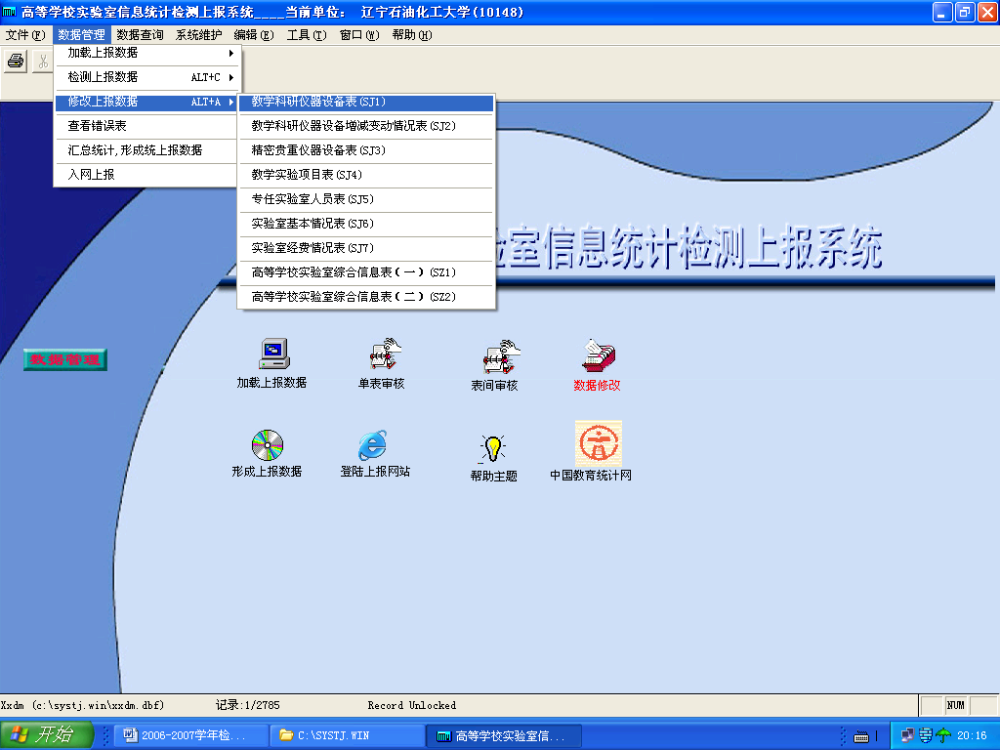 高等学校实验室信息统计检测上报系统____当前单位： 辽宁石油化工大学(10148)
文件(F) 数据管理 数据查询 系统维护 编辑(E) 工具(T) 窗口(W) 帮助(H)
加载上报数据
检测上报数据 ALT+C
修改上报数据 ALT+A
查看错误表
汇总统计,形成统上报数据
入网上报
教学科研仪器设备表(SJ1)
教学科研仪器设备增减变动情况表(SJ2)
精密贵重仪器设备表(SJ3)
教学实验项目表(SJ4)
专任实验室人员表(SJ5)
实验室基本情况表(SJ6)
实验室经费情况表(SJ7)
高等学校实验室综合信息表(一)(SZ1)
高等学校实验室综合信息表(二)(SZ2)
验室信息统计检测上报系统
数据管理
加载上报数据 单表审核 表间审核 数据修改
形成上报数据 登陆上报网站 帮助主题 中国教育统计网
Xxdm (c:\systj.win\xxdm.dbf) 记录:1/2785 Record Unlocked NUM
开始 2006-2007学年检... C:\SYSTJ.WIN 高等学校实验室信... 20:16